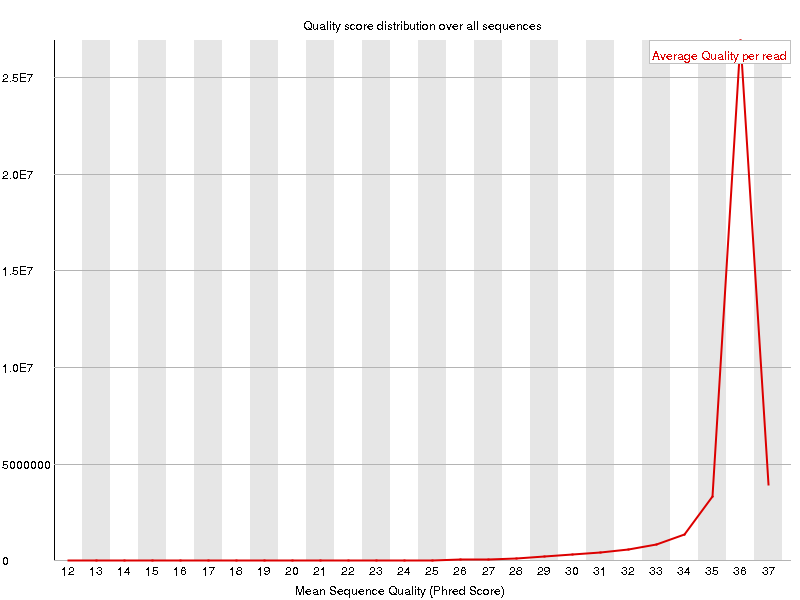 Quality score distribution over all sequences
Average Quality per read
2.5E7
2.0E7
1.5E7
1.0E7
5000000
0
12 13 14 15 16 17 18 19 20 21 22 23 24 25 26 27 28 29 30 31 32 33 34 35 36 37
Mean Sequence Quality (Phred Score)